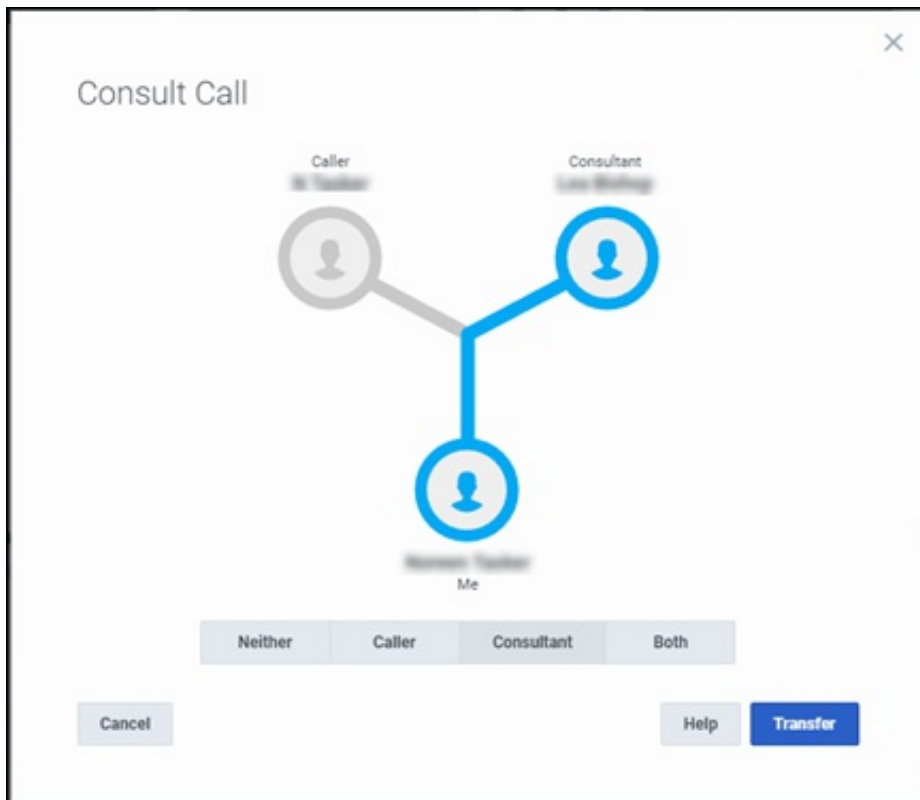 Consult Call
Caller
Consultant
Me
Neither
Caller
Consultant
Both
Cancel
Help
Transfer